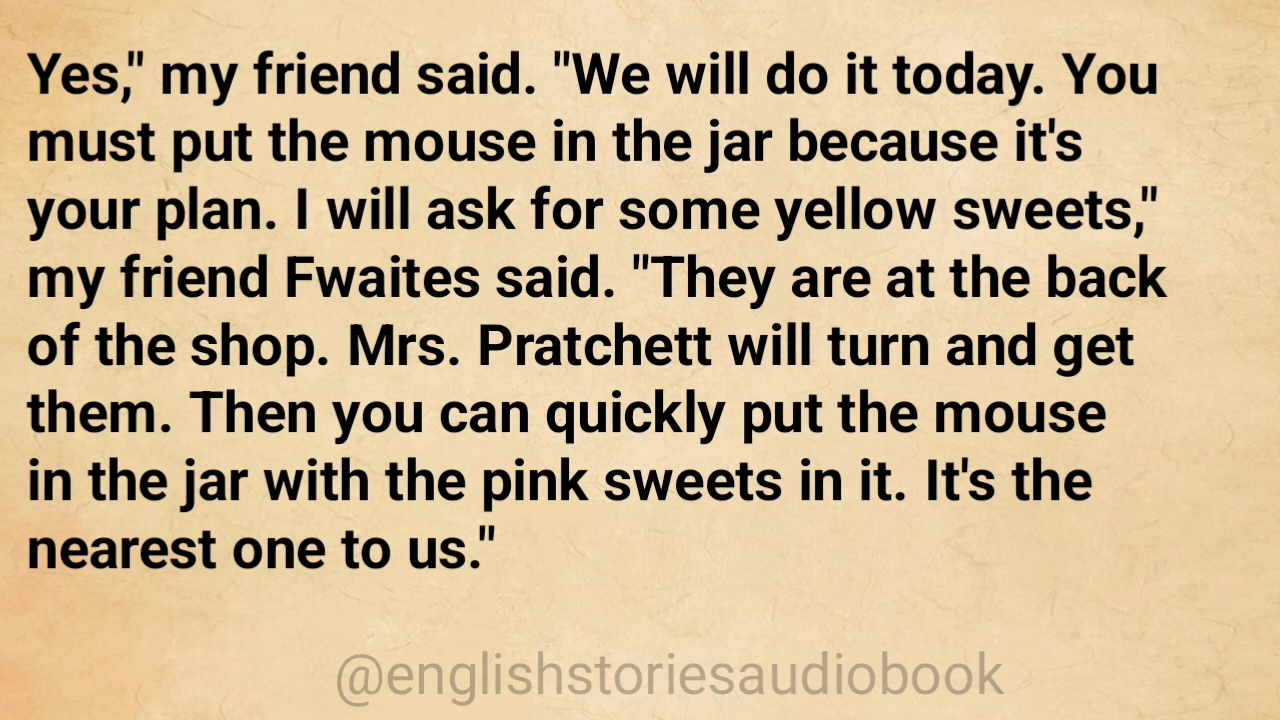 Yes," my friend said. "We will do it today. You
must put the mouse in the jar because it's
your plan. I will ask for some yellow sweets,"
my friend Fwaites said. "They are at the back
of the shop. Mrs. Pratchett will turn and get
them. Then you can quickly put the mouse
in the jar with the pink sweets in it. It's the
nearest one to us."
@englishstoriesaudiobook